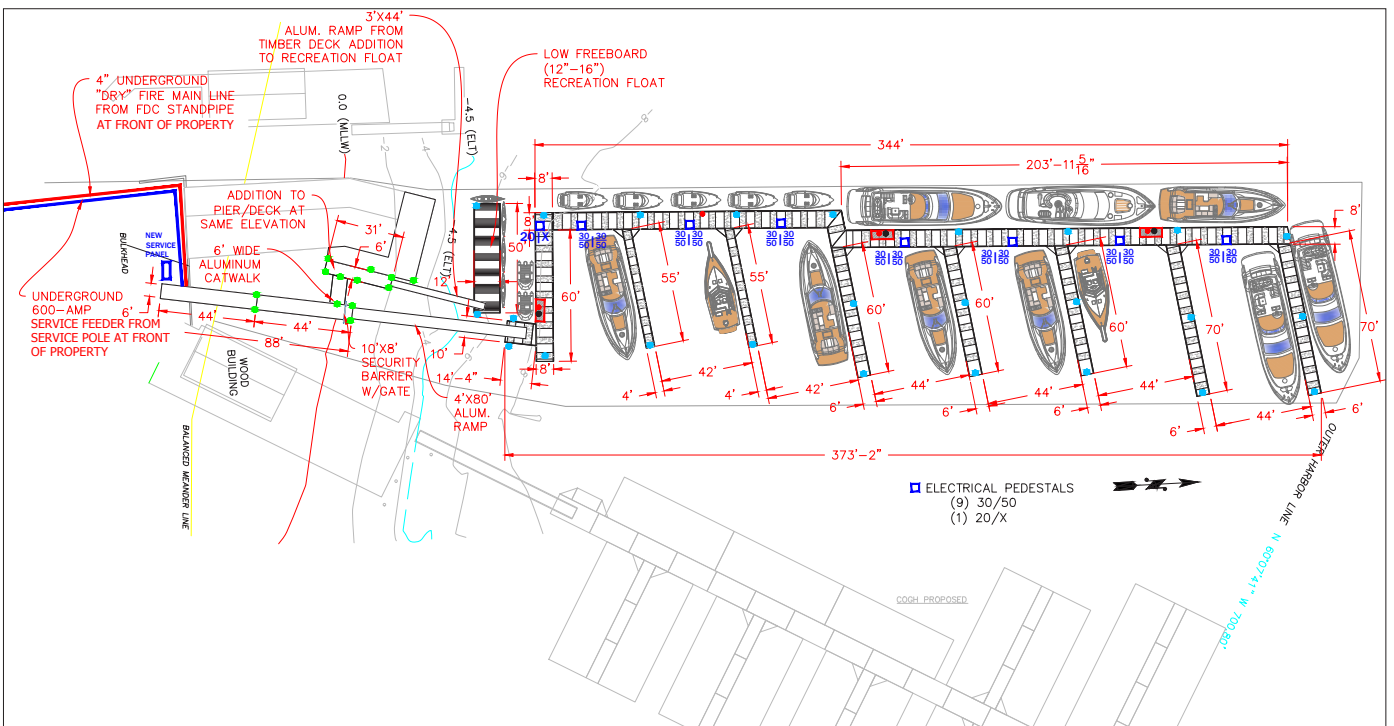 3'X44'
ALUM. RAMP FROM
TIMBER DECK ADDITION
TO RECREATION FLOAT
LOW FREEBOARD
(12"-16")
RECREATION FLOAT
4" UNDERGROUND
"DRY" FIRE MAIN LINE
FROM FDC STANDPIPE
AT FRONT OF PROPERTY
0.0 (MLLW)
-4.5 (ELT)
-2
-4
-8-
344'
203'-11 5/16"
8'
ADDITION TO
PIER/DECK AT
SAME ELEVATION
31'
6'
6' WIDE
ALUMINUM
CATWALK
NEW
SERVICE
PANEL
BULKHEAD
-4.5 (ELT)
12'
50'
8'
20|X
30|30
50|50
30|30
50|50
30|30
50|50
30|30
50|50
30|30
50|50
30|30
50|50
30|30
50|50
8'
55'
55'
60'
60'
60'
60'
70'
70'
UNDERGROUND
600-AMP
SERVICE FEEDER FROM
SERVICE POLE AT FRONT
OF PROPERTY
6'
44'
44'
88'
10'X8'
SECURITY
BARRIER
W/GATE
10'
14'-4"
8'
4'X80'
ALUM.
RAMP
WOOD
BUILDING
BALANCED MEANDER LINE
4'
42'
4'
42'
6'
44'
6'
44'
6'
44'
6'
44'
6'
373'-2"
OUTER HARBOR LINE
N 60°07'41" W 700.80'
ELECTRICAL PEDESTALS
(9) 30/50
(1) 20/X
COGH PROPOSED